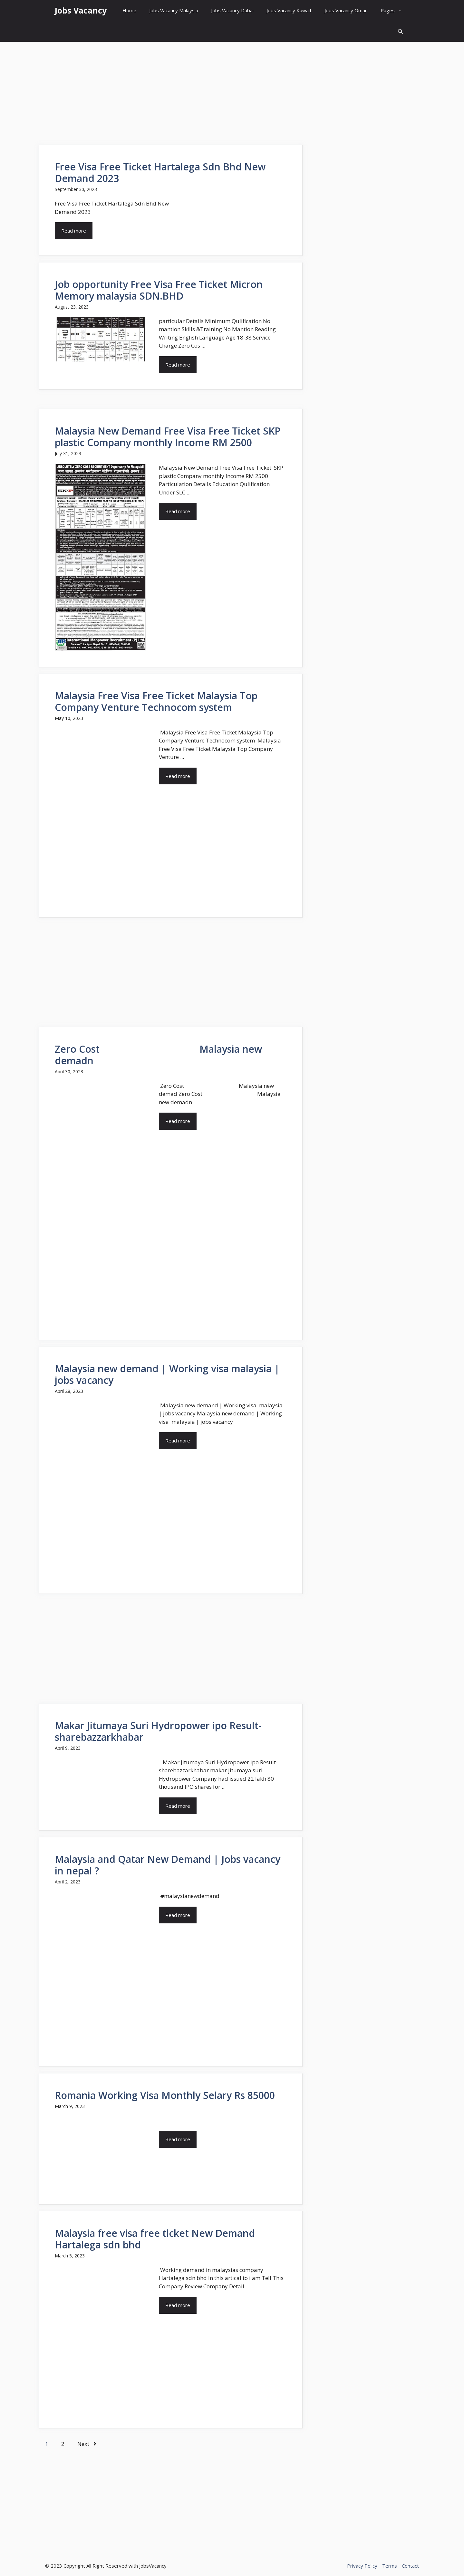 Jobs Vacancy
Home
Jobs Vacancy Malaysia
Jobs Vacancy Dubai
Jobs Vacancy Kuwait
Jobs Vacancy Oman
Pages
Free Visa Free Ticket Hartalega Sdn Bhd New
Demand 2023
September 30, 2023
Free Visa Free Ticket Hartalega Sdn Bhd New
Demand 2023
Read more
Job opportunity Free Visa Free Ticket Micron
Memory malaysia SDN.BHD
August 23, 2023
particular Details Minimum Qulification No
mantion Skills &Training No Mantion Reading
Writing English Language Age 18-38 Service
Charge Zero Cos ...
Read more
Malaysia New Demand Free Visa Free Ticket SKP
plastic Company monthly Income RM 2500
July 31, 2023
Malaysia New Demand Free Visa Free Ticket SKP
plastic Company monthly Income RM 2500
Particulation Details Education Qulification
Under SLC ...
Read more
Malaysia Free Visa Free Ticket Malaysia Top
Company Venture Technocom system
May 10, 2023
Malaysia Free Visa Free Ticket Malaysia Top
Company Venture Technocom system Malaysia
Free Visa Free Ticket Malaysia Top Company
Venture ...
Read more
Zero Cost Malaysia new
demadn
April 30, 2023
Zero Cost Malaysia new
demad Zero Cost Malaysia
new demadn
Read more
Malaysia new demand | Working visa malaysia |
jobs vacancy
April 28, 2023
Malaysia new demand | Working visa malaysia
| jobs vacancy Malaysia new demand | Working
visa malaysia | jobs vacancy
Read more
Makar Jitumaya Suri Hydropower ipo Result-
sharebazzarkhabar
April 9, 2023
Makar Jitumaya Suri Hydropower ipo Result-
sharebazzarkhabar makar jitumaya suri
Hydropower Company had issued 22 lakh 80
thousand IPO shares for ...
Read more
Malaysia and Qatar New Demand | Jobs vacancy
in nepal ?
April 2, 2023
#malaysianewdemand
Read more
Romania Working Visa Monthly Selary Rs 85000
March 9, 2023
Read more
Malaysia free visa free ticket New Demand
Hartalega sdn bhd
March 5, 2023
Working demand in malaysias company
Hartalega sdn bhd In this artical to i am Tell This
Company Review Company Detail ...
Read more
1 2 Next
© 2023 Copyright All Right Reserved with JobsVacancy
Privacy Policy Terms Contact